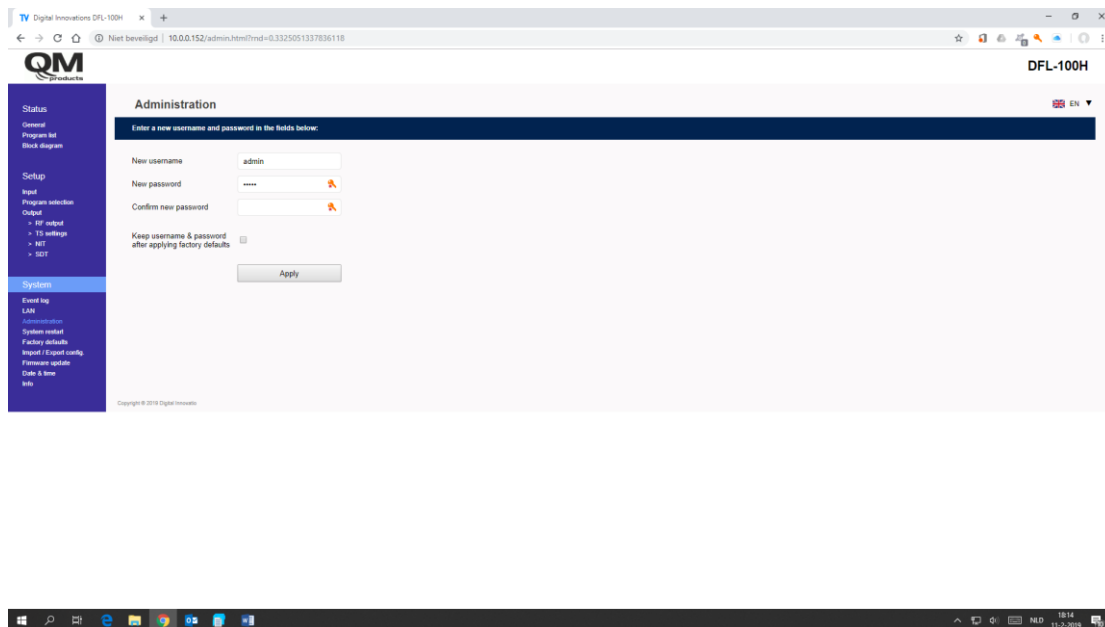 TV Digital Innovations DFL-100H
Niet beveiligd | 10.0.0.152/admin.html?rnd=0.3325051337836118
QM
products
DFL-100H
Status
General
Program list
Block diagram
Setup
Input
Program selection
Output
> RF output
> TS settings
> NIT
> SDT
System
Event log
LAN
Administration
System restart
Factory defaults
Import / Export config.
Firmware update
Date & time
Info
Administration
EN
Enter a new username and password in the fields below:
New username
admin
New password
•••••
Confirm new password
Keep username & password
after applying factory defaults
Apply
Copyright © 2019 Digital Innovatio
NLD
18:14
11-2-2019